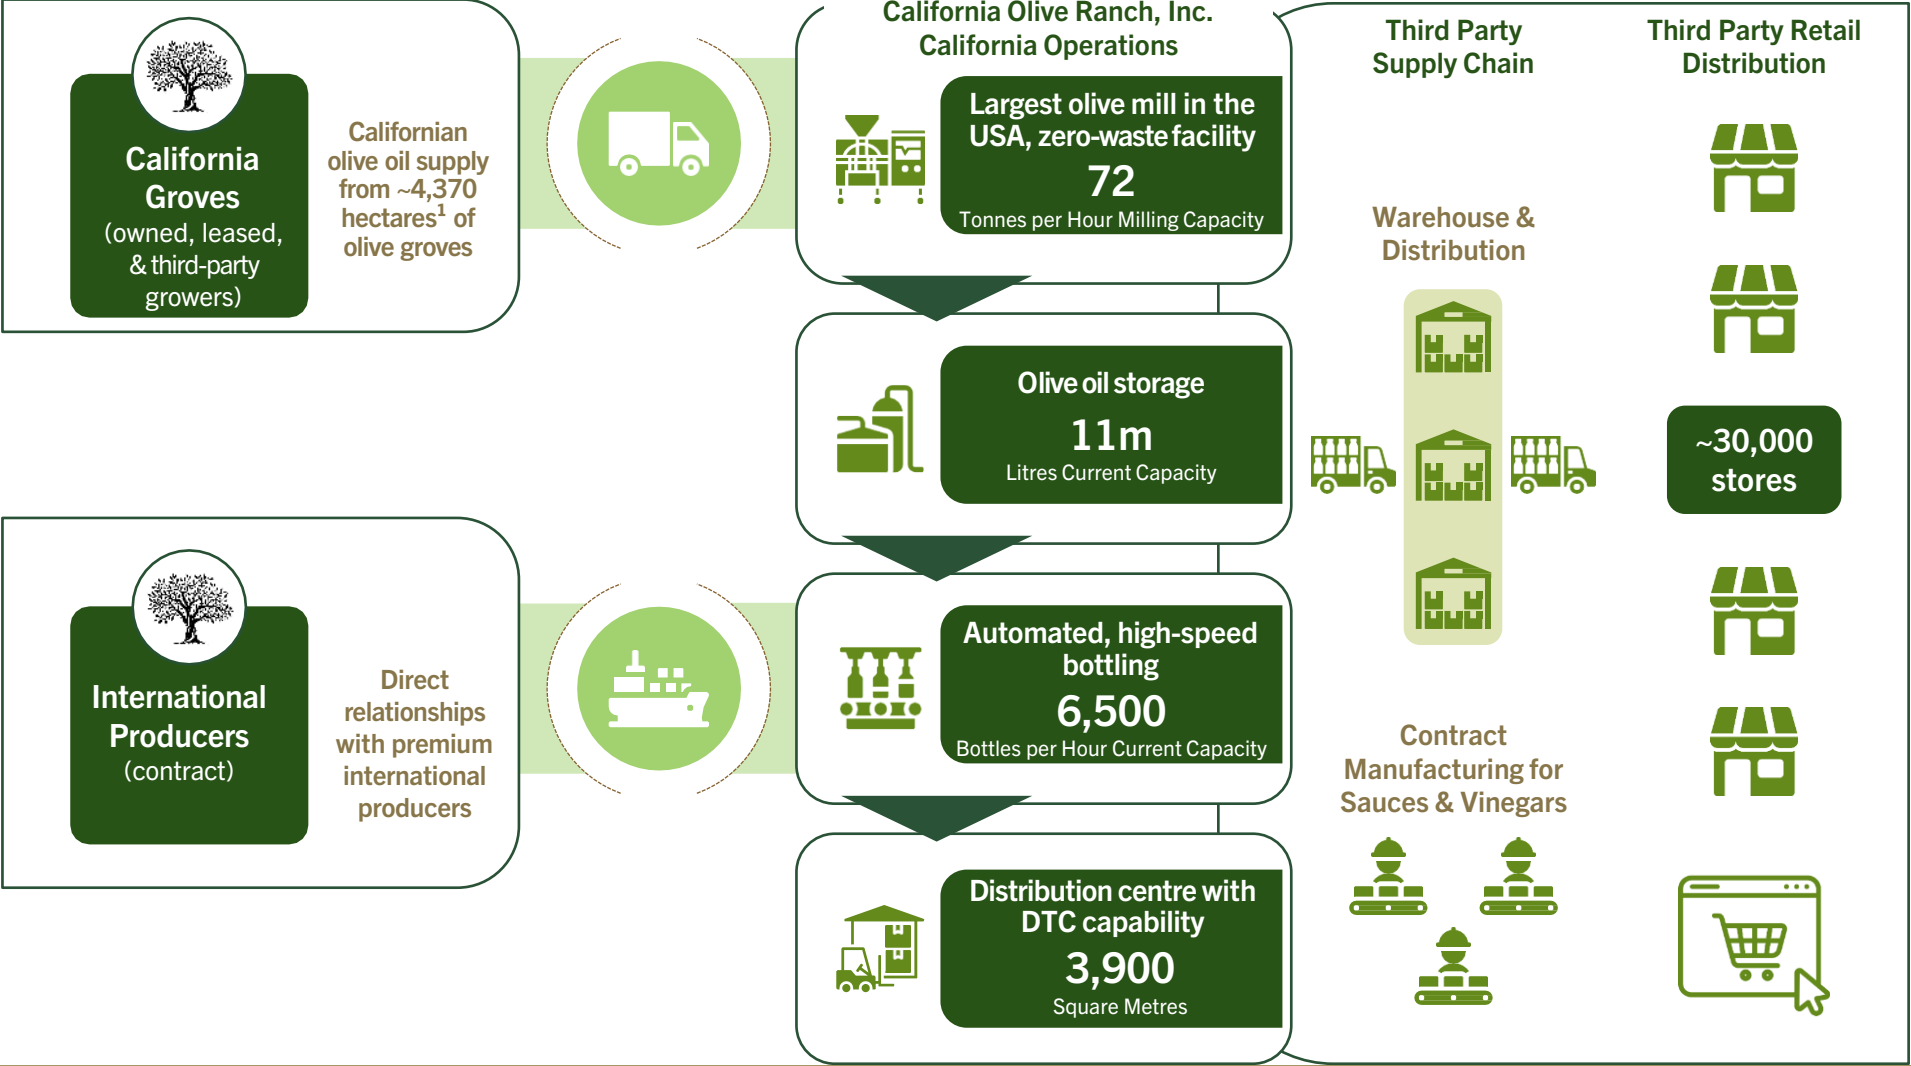 California
Groves
(owned, leased,
& third-party
growers)
Californian
olive oil supply
from ~4,370
hectares¹ of
olive groves
International
Producers
(contract)
Direct
relationships
with premium
international
producers
California Olive Ranch, Inc.
California Operations
Largest olive mill in the
USA, zero-waste facility
72
Tonnes per Hour Milling Capacity
Olive oil storage
11m
Litres Current Capacity
Automated, high-speed
bottling
6,500
Bottles per Hour Current Capacity
Distribution centre with
DTC capability
3,900
Square Metres
Third Party
Supply Chain
Warehouse &
Distribution
Contract
Manufacturing for
Sauces & Vinegars
Third Party Retail
Distribution
~30,000
stores